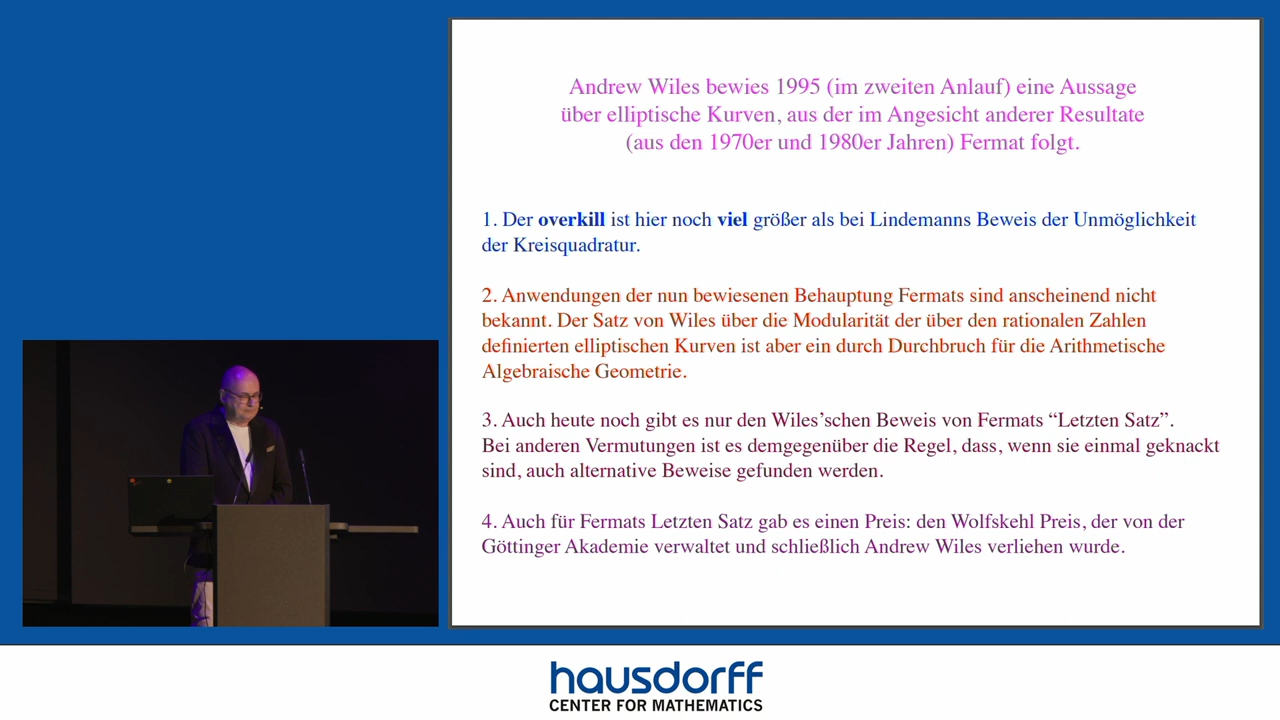 Andrew Wiles bewies 1995 (im zweiten Anlauf) eine Aussage
über elliptische Kurven, aus der im Angesicht anderer Resultate
(aus den 1970er und 1980er Jahren) Fermat folgt.
1. Der overkill ist hier noch viel größer als bei Lindemanns Beweis der Unmöglichkeit
der Kreisquadratur.
2. Anwendungen der nun bewiesenen Behauptung Fermats sind anscheinend nicht
bekannt. Der Satz von Wiles über die Modularität der über den rationalen Zahlen
definierten elliptischen Kurven ist aber ein durch Durchbruch für die Arithmetische
Algebraische Geometrie.
3. Auch heute noch gibt es nur den Wiles’schen Beweis von Fermats “Letzten Satz”.
Bei anderen Vermutungen ist es demgegenüber die Regel, dass, wenn sie einmal geknackt
sind, auch alternative Beweise gefunden werden.
4. Auch für Fermats Letzten Satz gab es einen Preis: den Wolfskehl Preis, der von der
Göttinger Akademie verwaltet und schließlich Andrew Wiles verliehen wurde.
hausdorff
CENTER FOR MATHEMATICS